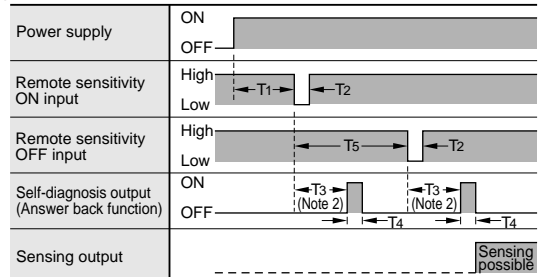 Power supply
ON
OFF
Remote sensitivity
ON input
High
Low
T1
T2
Remote sensitivity
OFF input
High
Low
T5
T2
Self-diagnosis output
(Answer back function)
ON
OFF
T3
(Note 2)
T4
T3
(Note 2)
T4
Sensing output
Sensing
possible